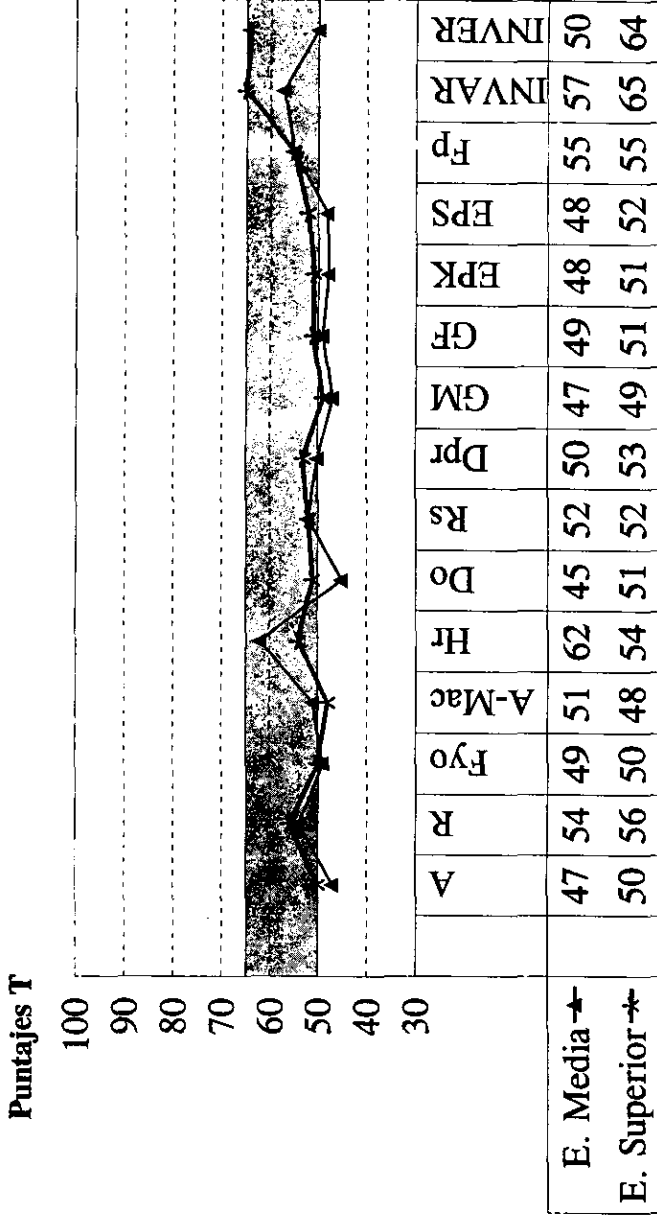 Puntajes T
100
90
80
70
60
50
40
30
A R Fyo A-Mac Hr Do Rs Dpr GM GF EPK EPS Fp INVAR INVER
E. Media 47 54 49 51 62 45 52 50 47 49 48 48 55 57 50
E. Superior 50 56 50 48 54 51 52 53 49 51 51 52 55 65 64